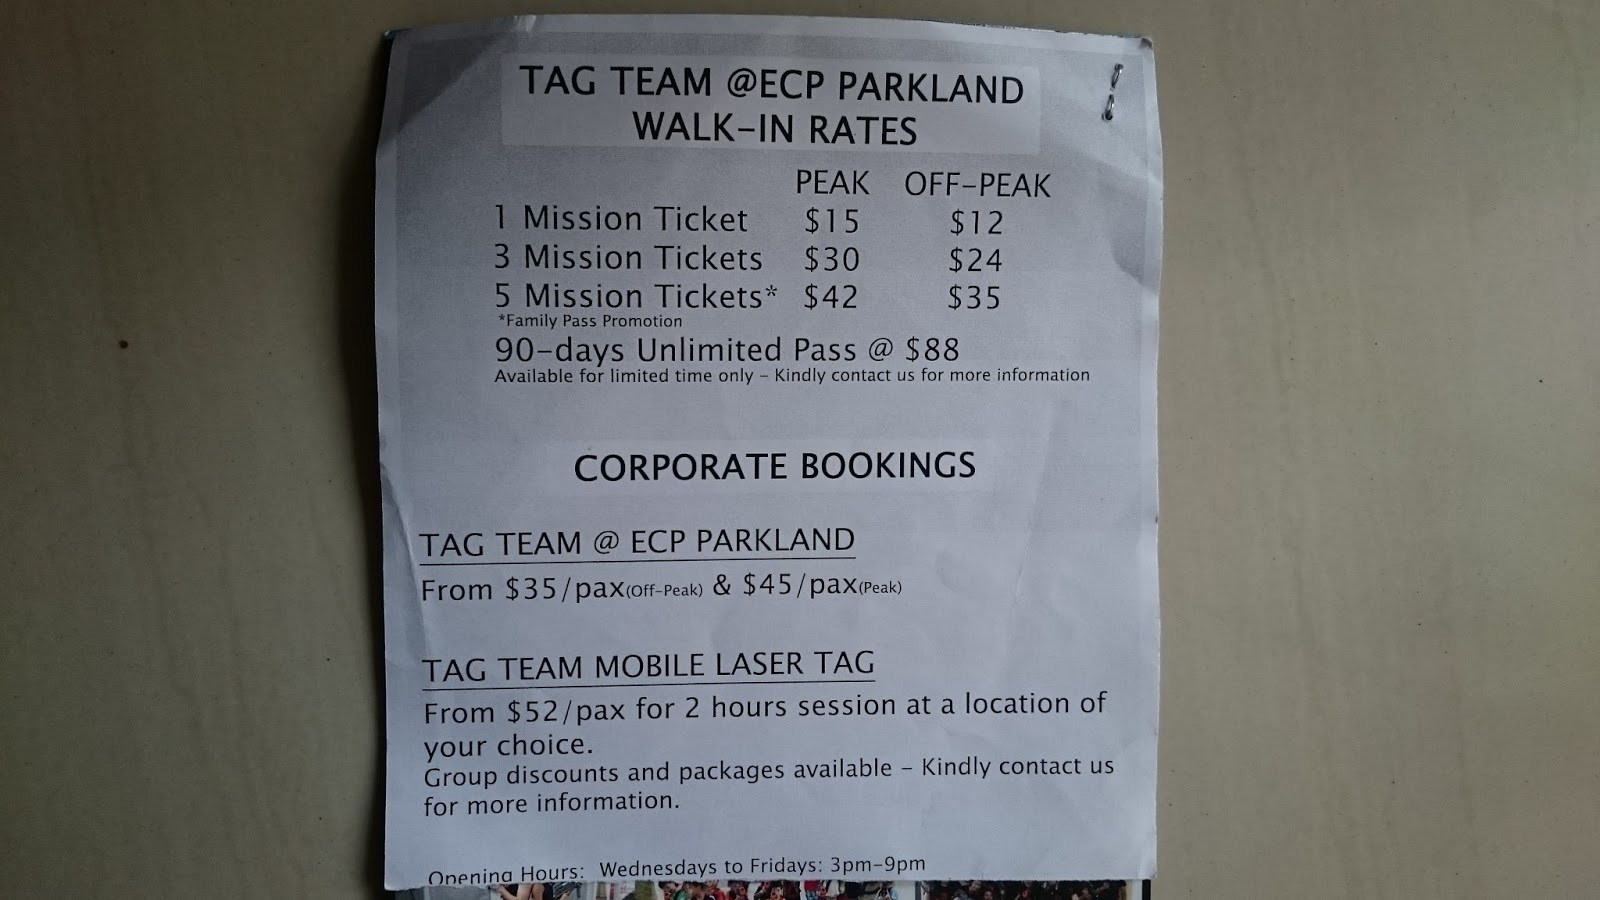 TAG TEAM @ECP PARKLAND
WALK-IN RATES
PEAK OFF-PEAK
1 Mission Ticket $15 $12
3 Mission Tickets $30 $24
5 Mission Tickets* $42 $35
*Family Pass Promotion
90-days Unlimited Pass @ $88
Available for limited time only - Kindly contact us for more information
CORPORATE BOOKINGS
TAG TEAM @ ECP PARKLAND
From $35/pax(Off-Peak) & $45/pax(Peak)
TAG TEAM MOBILE LASER TAG
From $52/pax for 2 hours session at a location of
your choice.
Group discounts and packages available - Kindly contact us
for more information.
Opening Hours: Wednesdays to Fridays: 3pm-9pm